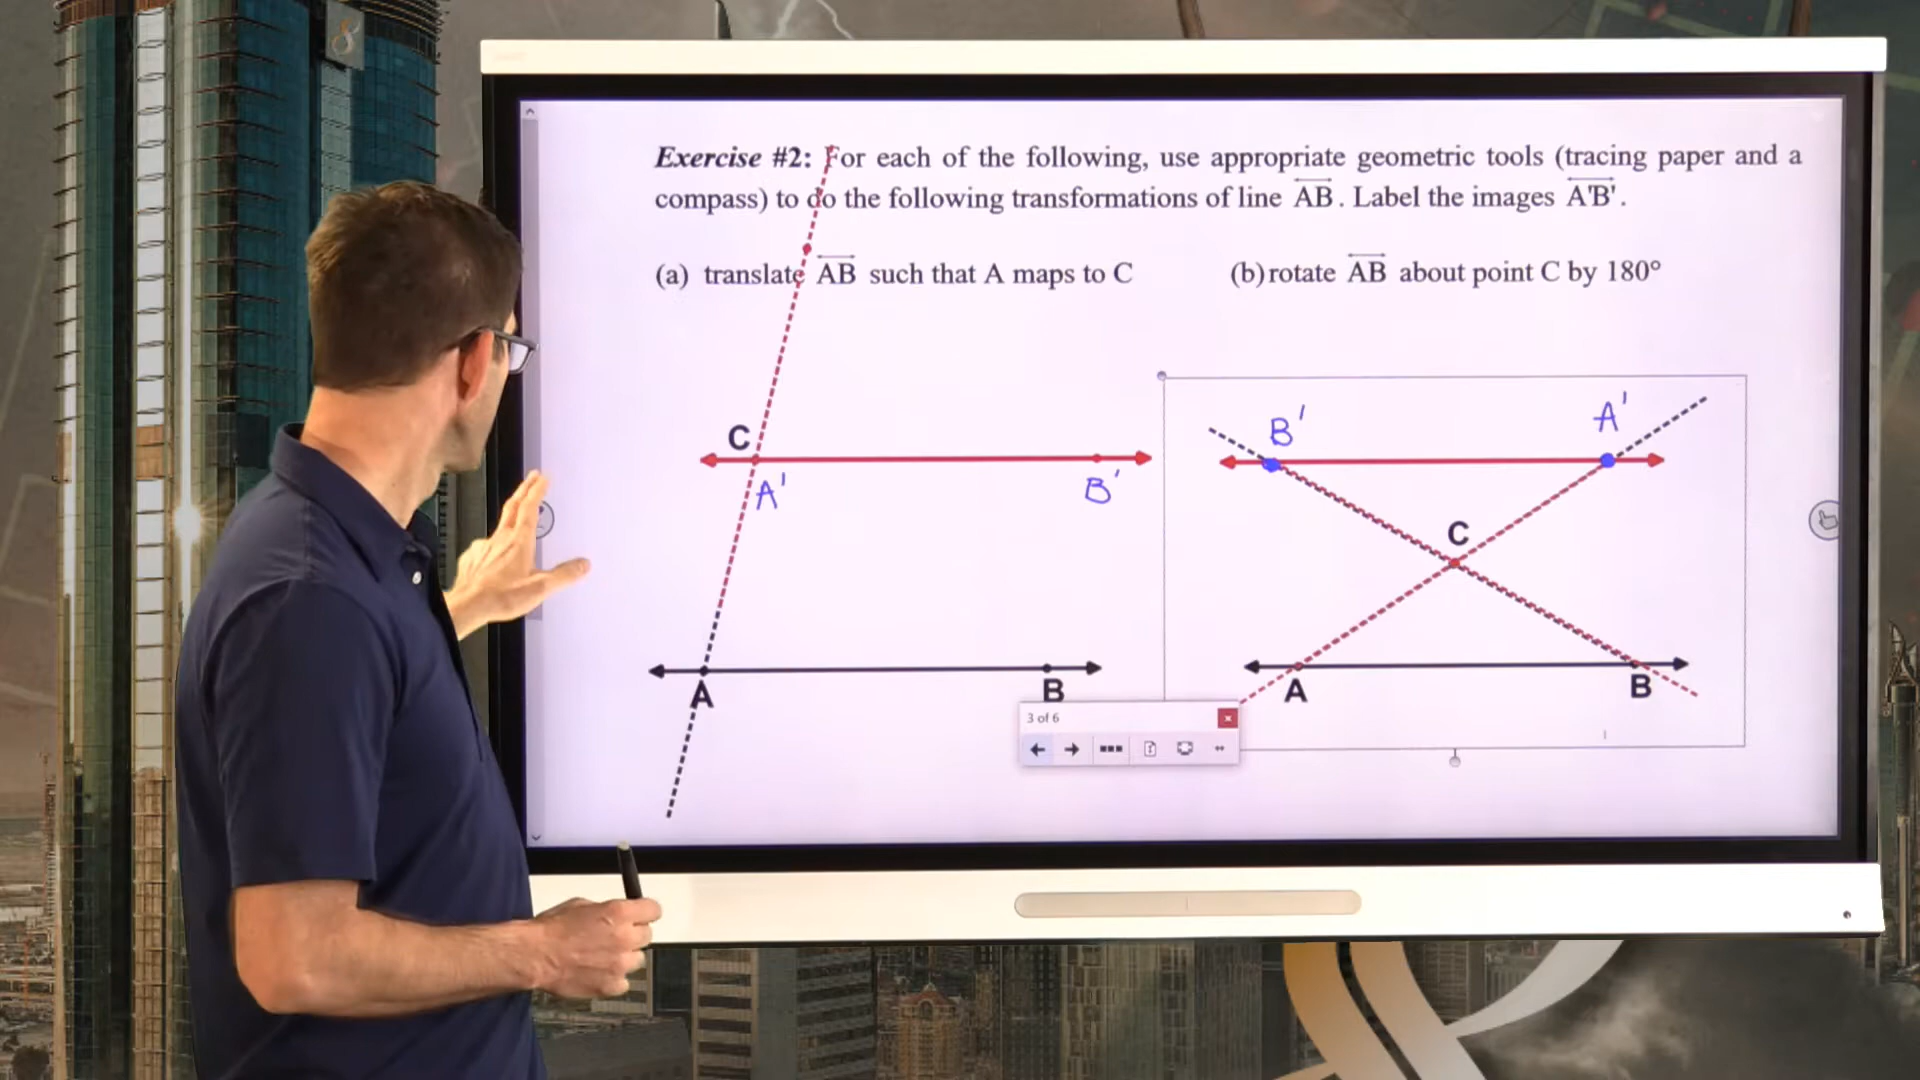 Exercise #2: For each of the following, use appropriate geometric tools (tracing paper and a
compass) to do the following transformations of line AB. Label the images A'B'.
(a) translate AB such that A maps to C
(b) rotate AB about point C by 180°
C
A'
B'
A
B
B'
A'
C
A
B
3 of 6